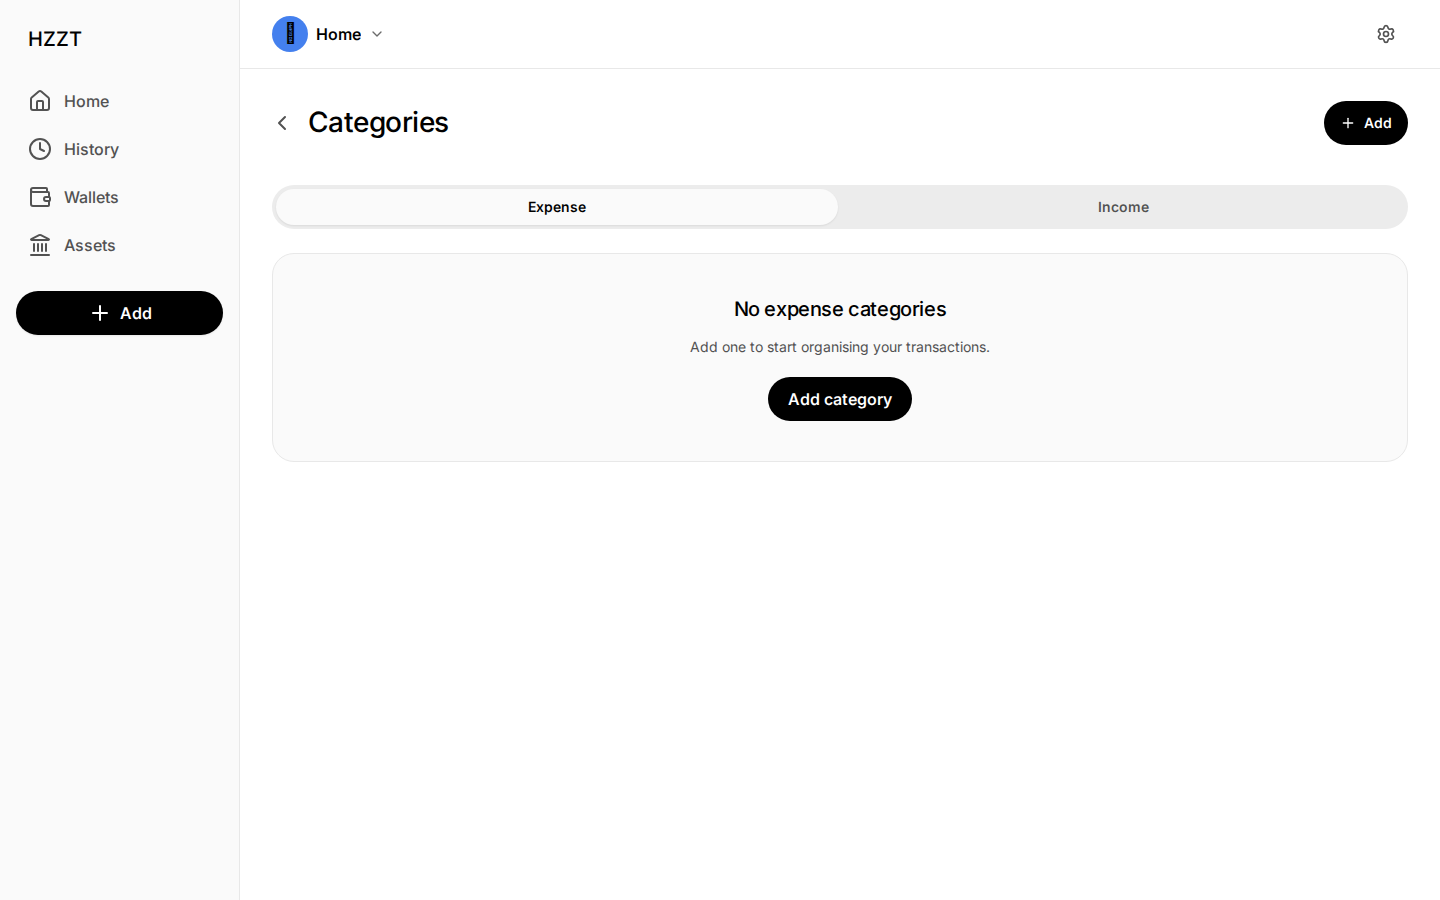 HZZT
Home
History
Wallets
Assets
Add
Home
Categories
Add
Expense
Income
No expense categories
Add one to start organising your transactions.
Add category